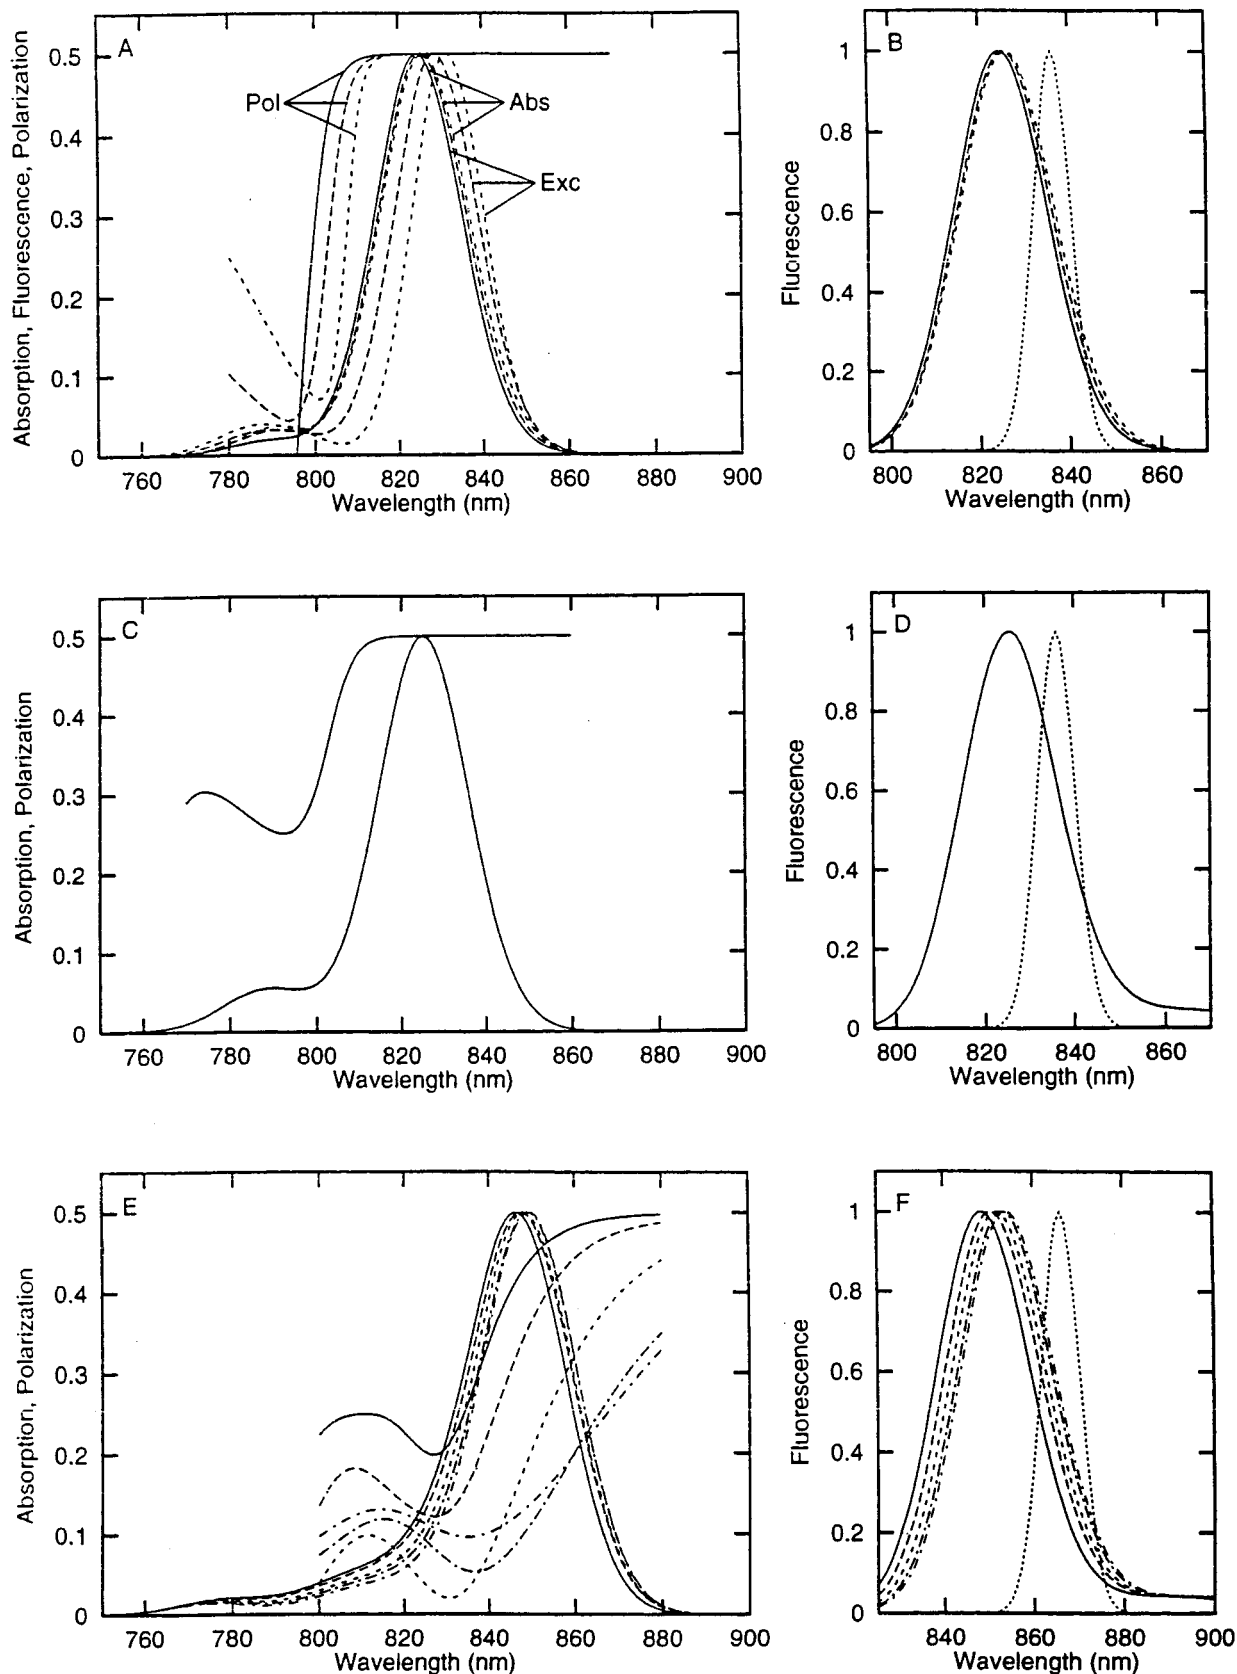 A
Absorption, Fluorescence, Polarization
0.5
0.4
0.3
0.2
0.1
0
Pol
Abs
Exc
760 780 800 820 840 860 880 900
Wavelength (nm)
B
Fluorescence
1
0.8
0.6
0.4
0.2
0
800 820 840 860
Wavelength (nm)
C
Absorption, Polarization
0.5
0.4
0.3
0.2
0.1
0
760 780 800 820 840 860 880 900
Wavelength (nm)
D
Fluorescence
1
0.8
0.6
0.4
0.2
0
800 820 840 860
Wavelength (nm)
E
Absorption, Polarization
0.5
0.4
0.3
0.2
0.1
0
760 780 800 820 840 860 880 900
Wavelength (nm)
F
Fluorescence
1
0.8
0.6
0.4
0.2
0
840 860 880 900
Wavelength (nm)